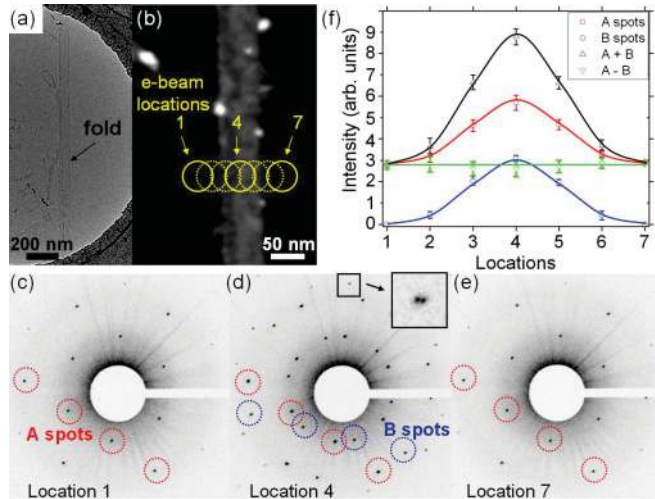 (a)
fold
200 nm
(b)
e-beam
locations
1
4
7
50 nm
(f)
Intensity (arb. units)
9
8
7
6
5
4
3
2
1
0
1 2 3 4 5 6 7
Locations
A spots
B spots
A + B
A - B
(c)
A spots
Location 1
(d)
B spots
Location 4
(e)
Location 7